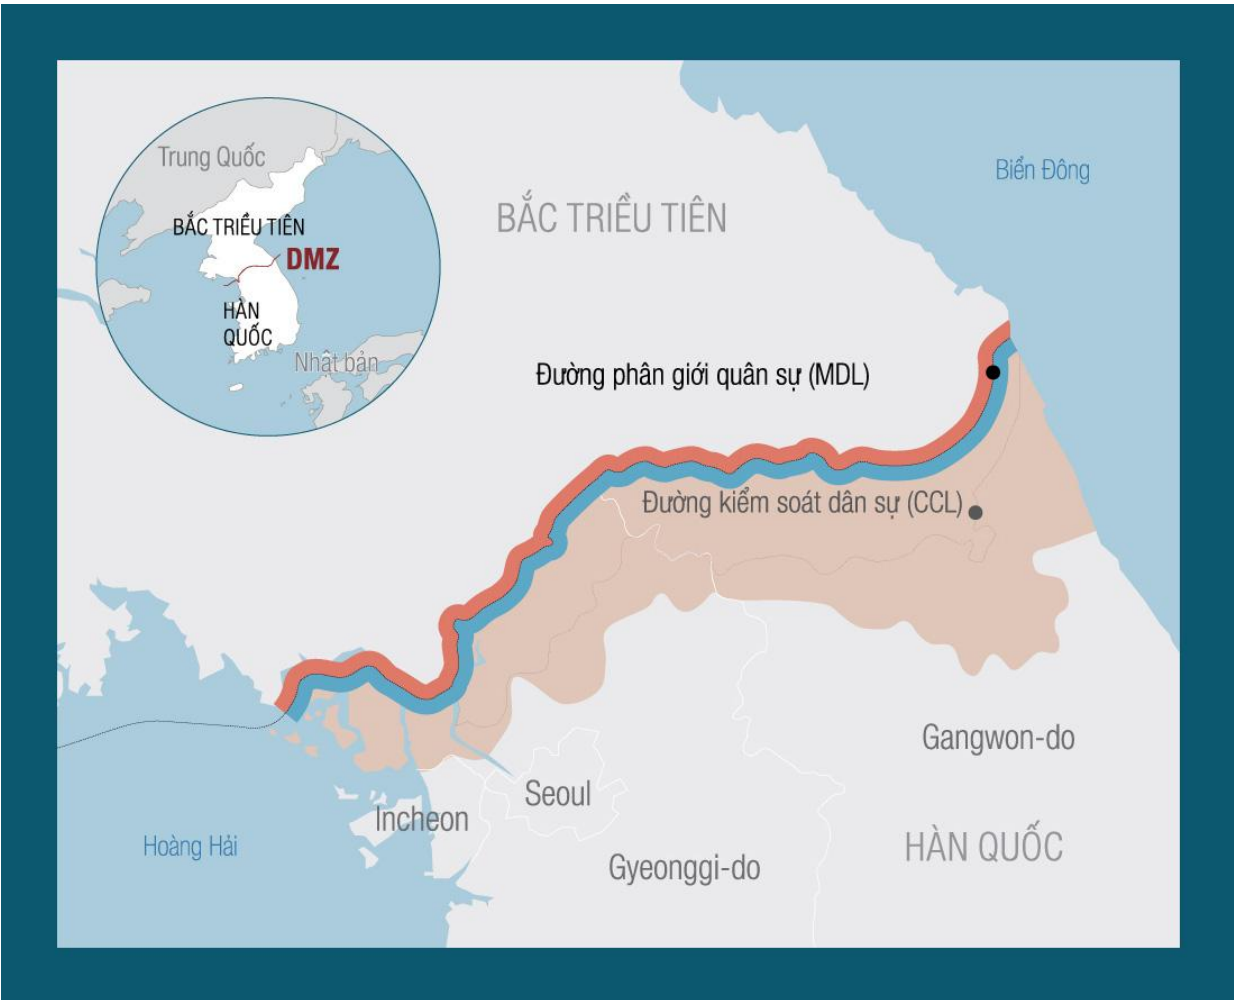 Trung Quốc
BẮC TRIỀU TIÊN
DMZ
HÀN
QUỐC
Nhật bản
Biển Đông
BẮC TRIỀU TIÊN
Đường phân giới quân sự (MDL)
Đường kiểm soát dân sự (CCL)
Gangwon-do
Seoul
Incheon
Hoàng Hải
HÀN QUỐC
Gyeonggi-do